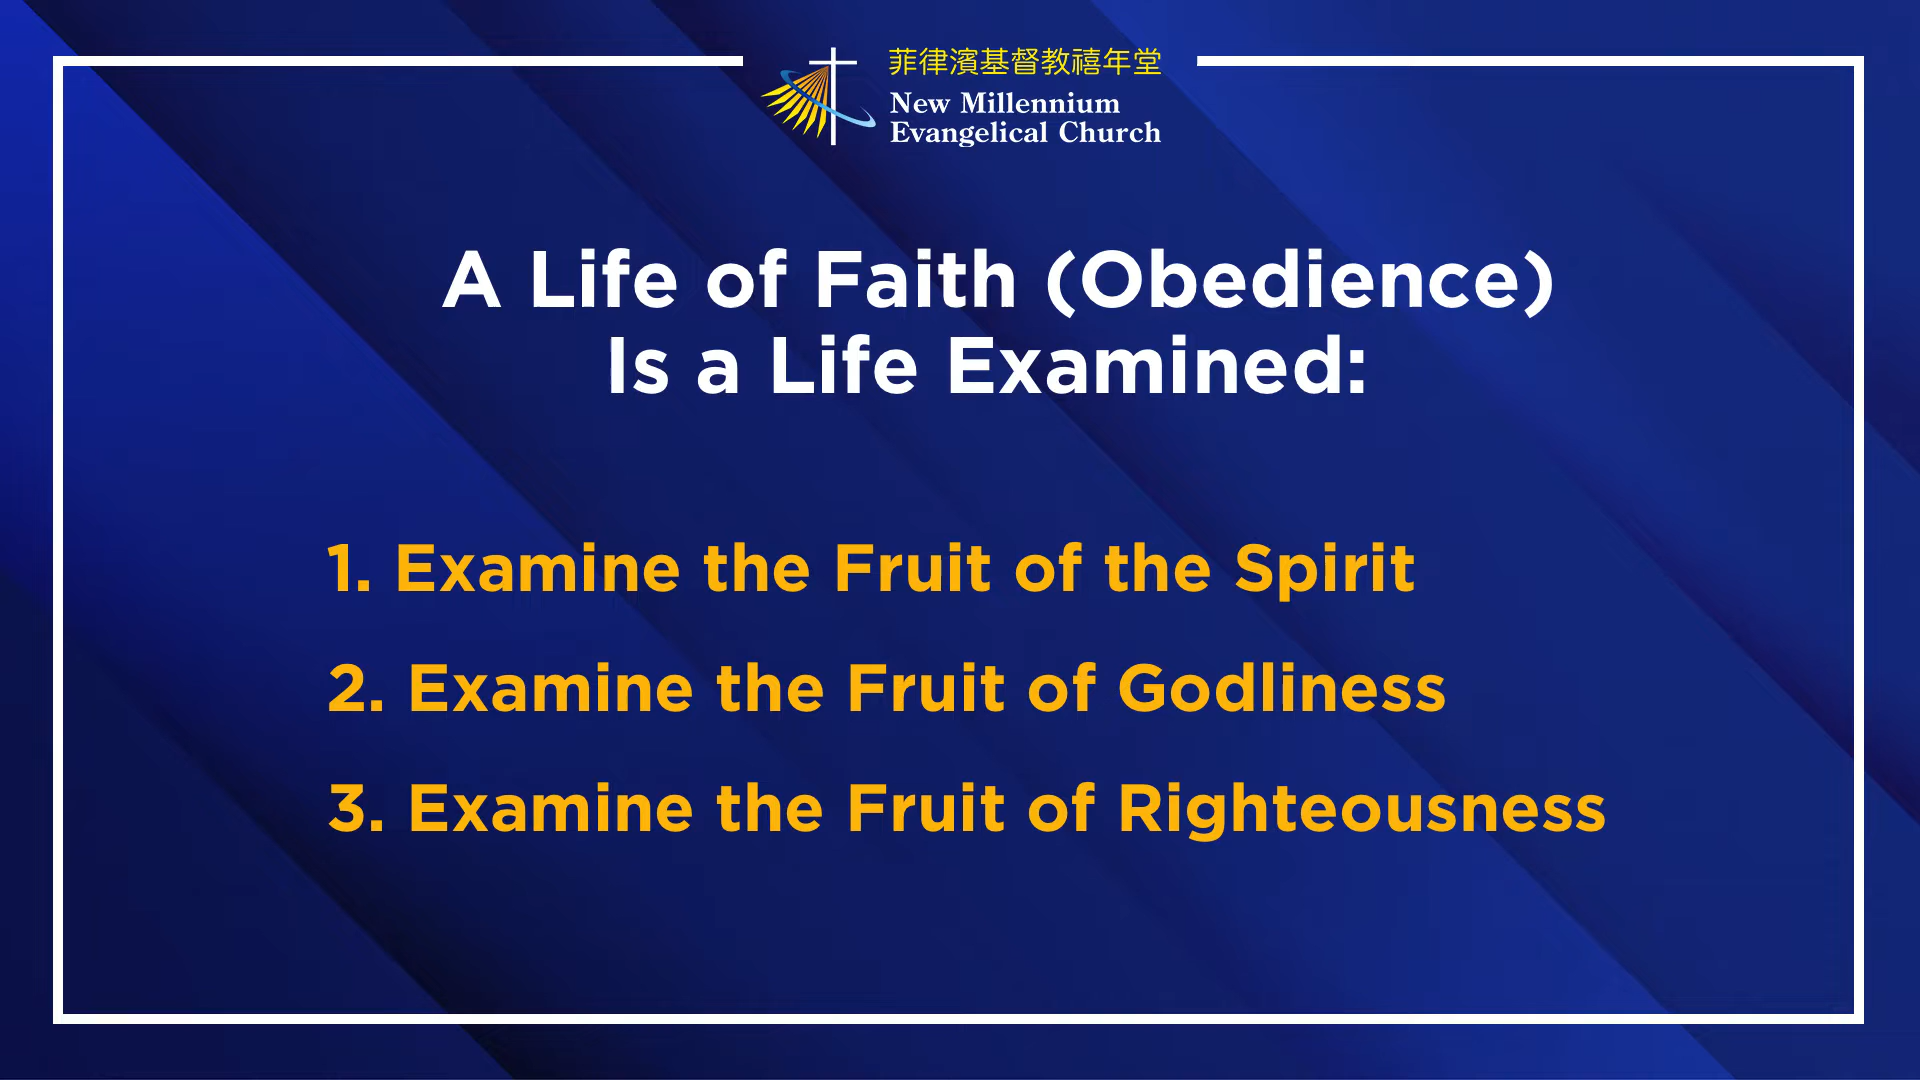 菲律濱基督教禧年堂
New Millennium
Evangelical Church
A Life of Faith (Obedience)
Is a Life Examined:
1. Examine the Fruit of the Spirit
2. Examine the Fruit of Godliness
3. Examine the Fruit of Righteousness